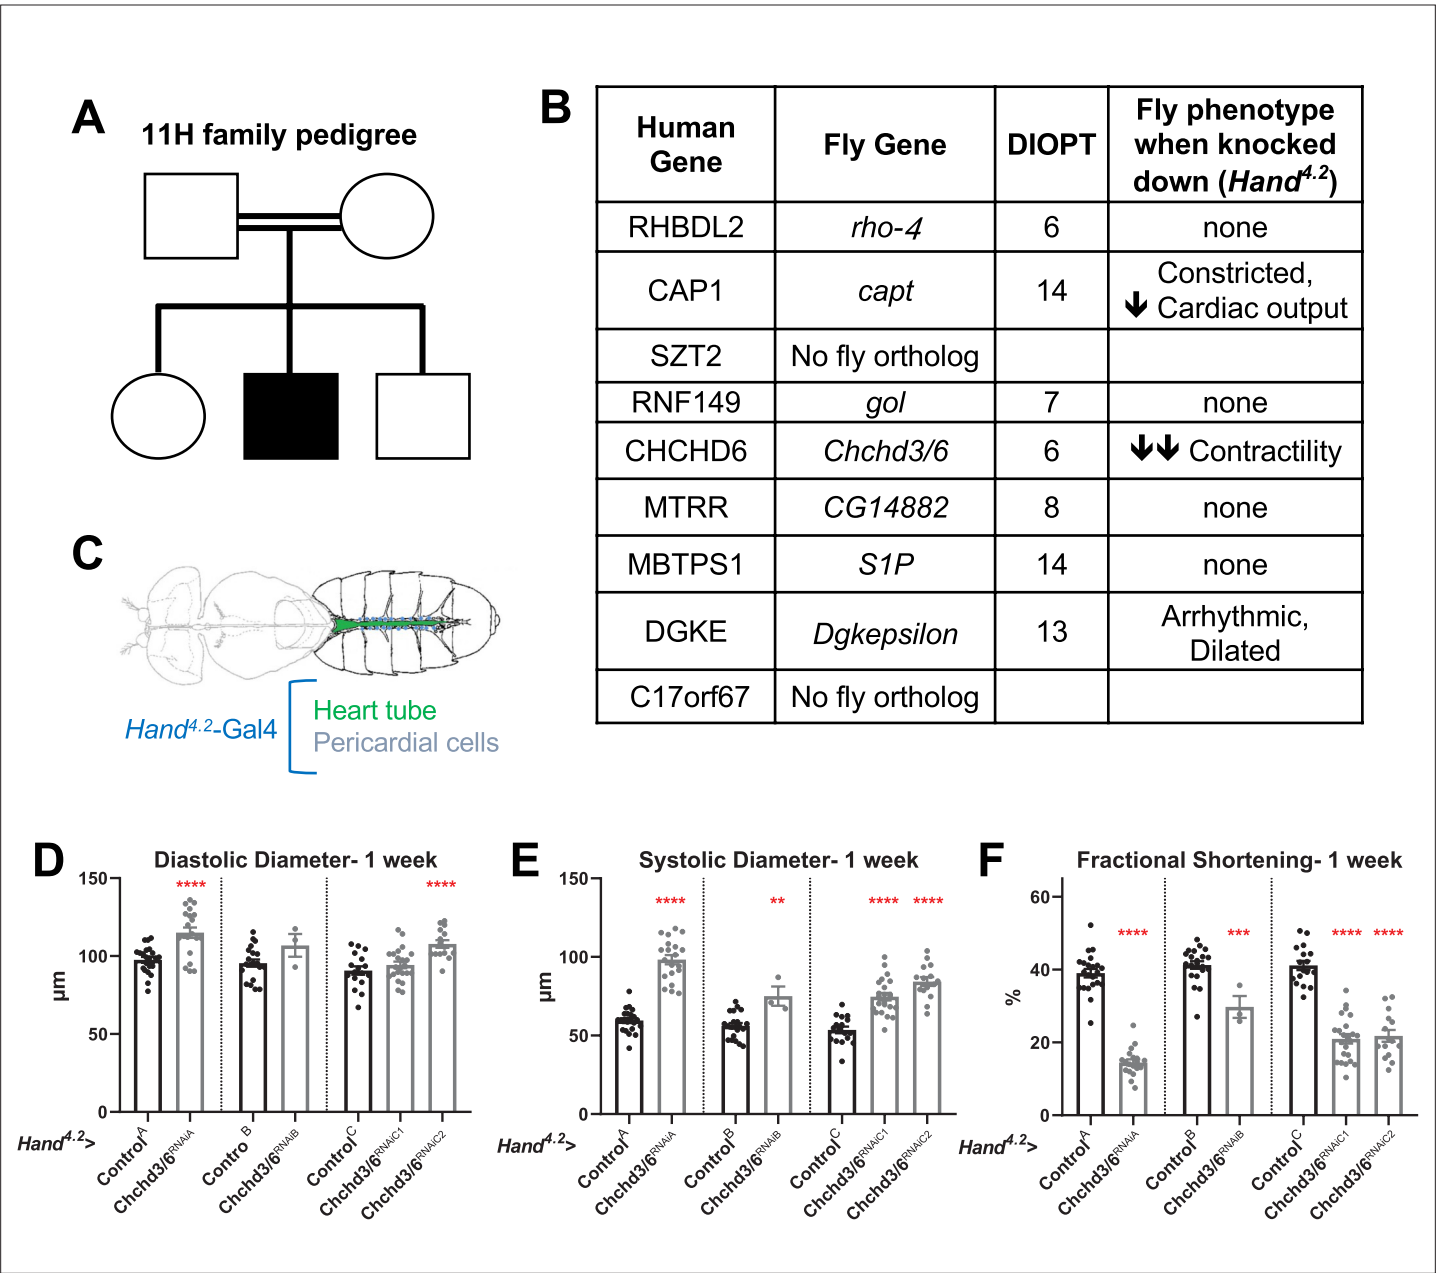 A
11H family pedigree
B
Human Gene
Fly Gene
DIOPT
Fly phenotype when knocked down (Hand4.2)
RHBDL2 rho-4 6 none
CAP1 capt 14 Constricted, ↓ Cardiac output
SZT2 No fly ortholog
RNF149 gol 7 none
CHCHD6 Chchd3/6 6 ↓↓ Contractility
MTRR CG14882 8 none
MBTPS1 S1P 14 none
DGKE Dgkepsilon 13 Arrhythmic, Dilated
C17orf67 No fly ortholog
C
Hand4.2-Gal4
Heart tube
Pericardial cells
D
Diastolic Diameter- 1 week
150
100
50
0
µm
****
****
Hand4.2>
ControlA
Chchd3/6RNAiA
Contro B
Chchd3/6RNAiB
ControlC
Chchd3/6RNAiC1
Chchd3/6RNAiC2
E
Systolic Diameter- 1 week
150
100
50
0
µm
****
**
****
****
Hand4.2>
ControlA
Chchd3/6RNAiA
ControlB
Chchd3/6RNAiB
ControlC
Chchd3/6RNAiC1
Chchd3/6RNAiC2
F
Fractional Shortening- 1 week
60
40
20
0
%
****
***
****
****
Hand4.2>
ControlA
Chchd3/6RNAiA
ControlB
Chchd3/6RNAiB
ControlC
Chchd3/6RNAiC1
Chchd3/6RNAiC2